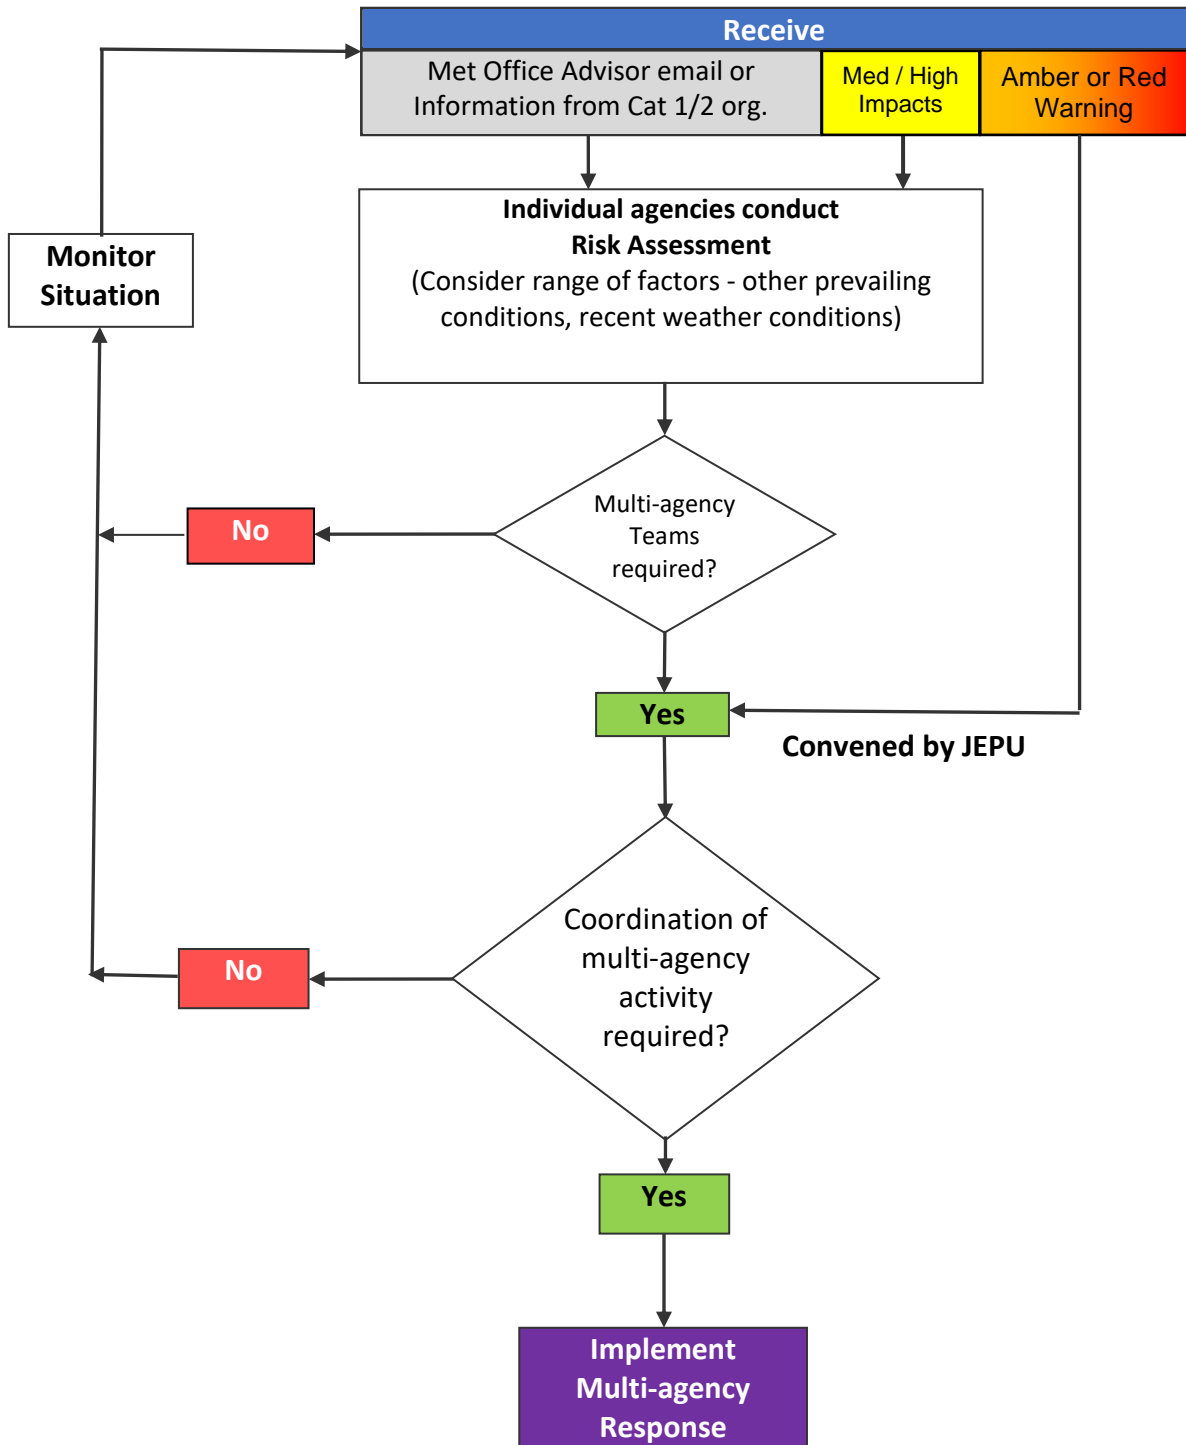 Receive
Met Office Advisor email or
Information from Cat 1/2 org.
Med / High
Impacts
Amber or Red
Warning
Individual agencies conduct
Risk Assessment
(Consider range of factors - other prevailing
conditions, recent weather conditions)
Monitor
Situation
Multi-agency
Teams
required?
No
Yes
Convened by JEPU
Coordination of
multi-agency
activity
required?
No
Yes
Implement
Multi-agency
Response